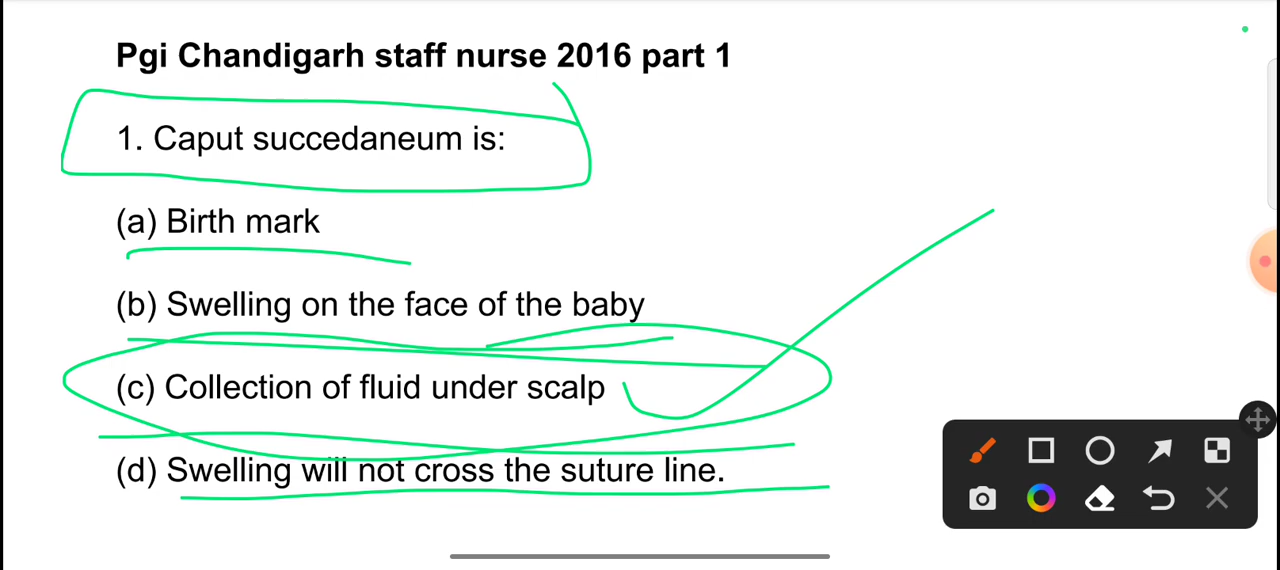 Pgi Chandigarh staff nurse 2016 part 1
1. Caput succedaneum is:
(a) Birth mark
(b) Swelling on the face of the baby
(c) Collection of fluid under scalp
(d) Swelling will not cross the suture line.